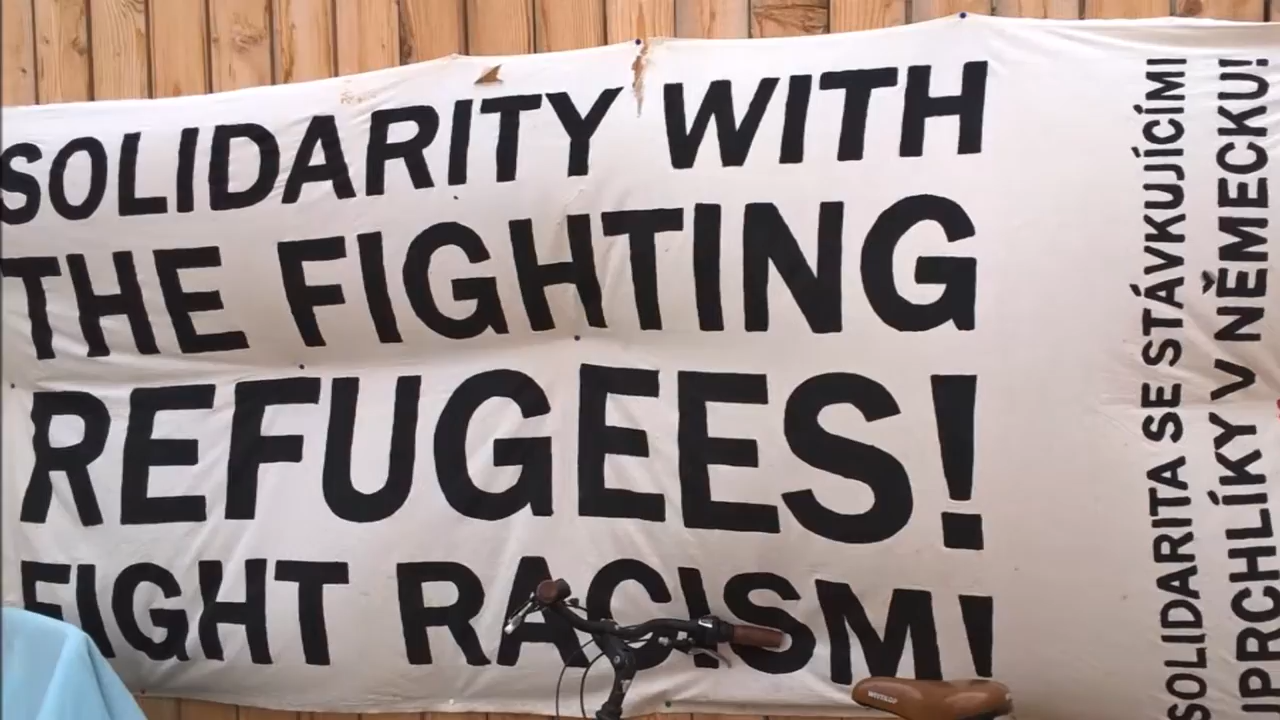 SOLIDARITY WITH
THE FIGHTING
REFUGEES!
FIGHT RACISM!
SOLIDARITA SE STÁVKUJÍCÍMI
UPRCHLÍKY V NĚMECKU!